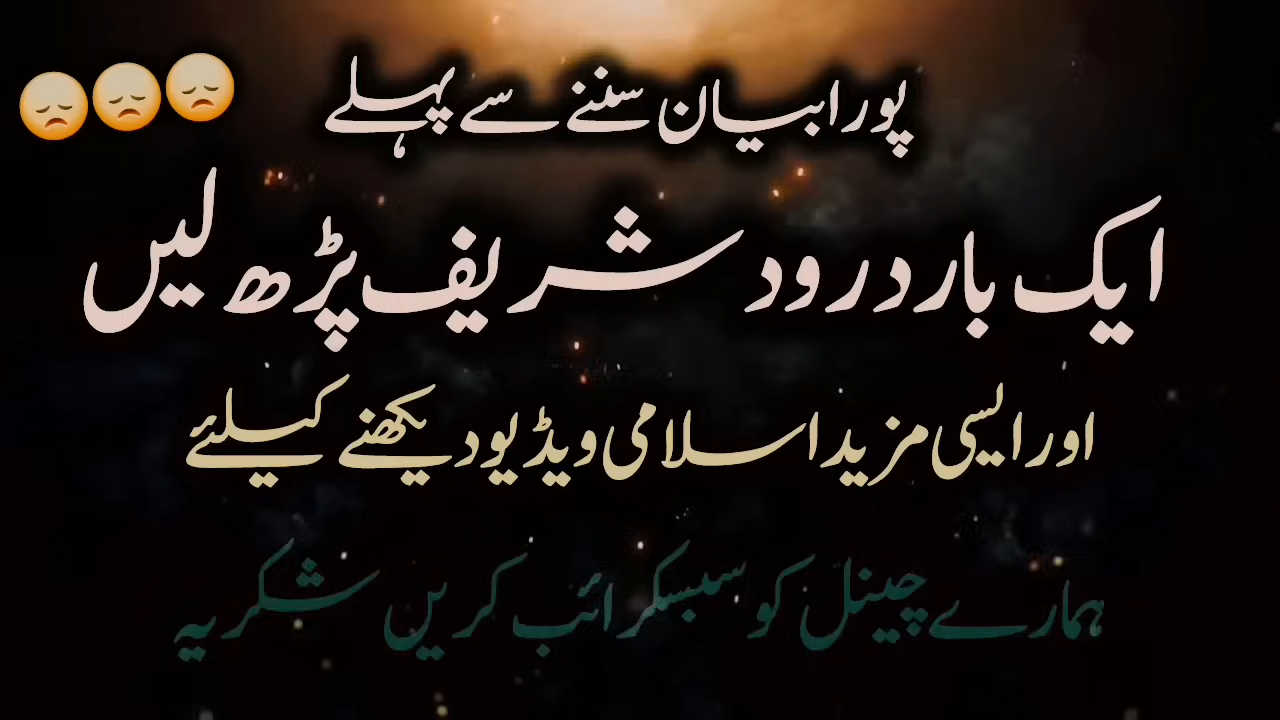 پورا بیان سننے سے پہلے
ایک بار درود شریف پڑھ لیں
اور ایسی مزید اسلامی ویڈیو دیکھنے کیلئے
ہمارے چینل کو سبسکرائب کریں شکریہ